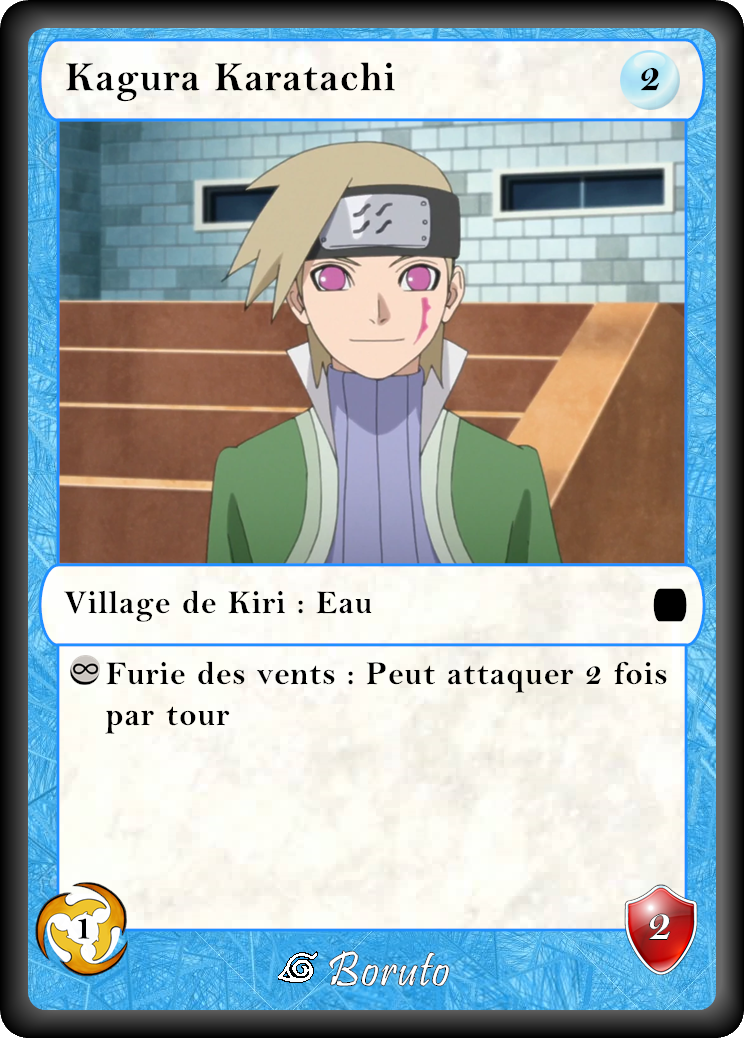 Kagura Karatachi
2
Village de Kiri : Eau
∞ Furie des vents : Peut attaquer 2 fois
par tour
1
2
Boruto